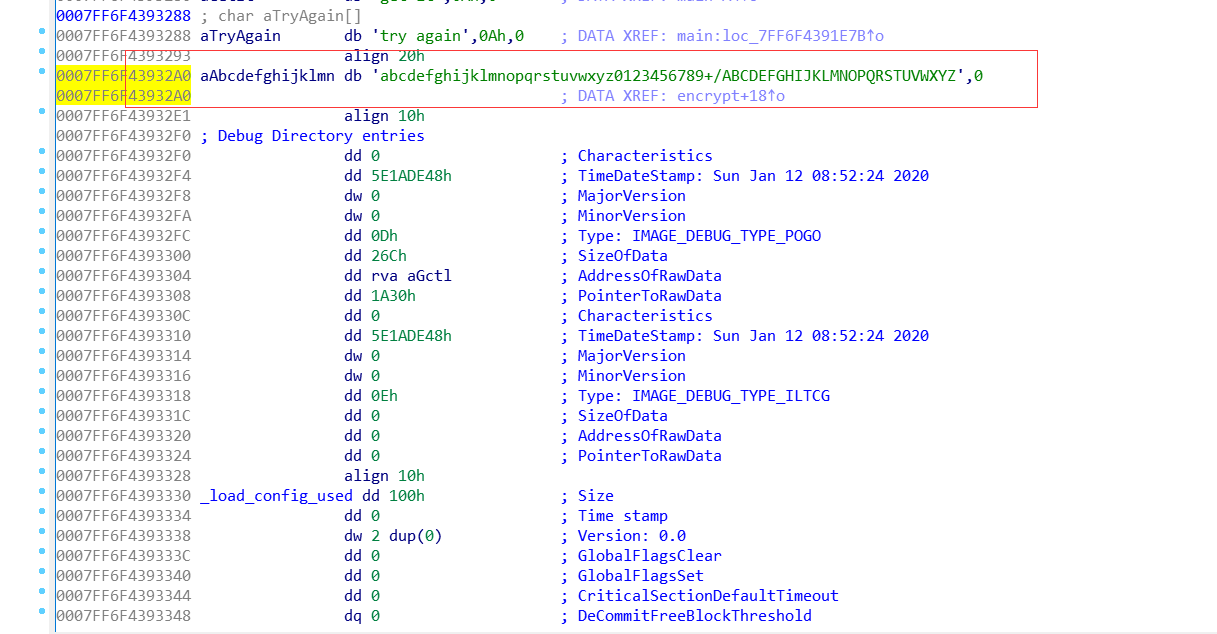 0007FF6F4393288 ; char aTryAgain[]
0007FF6F4393288 aTryAgain db 'try again',0Ah,0 ; DATA XREF: main:loc_7FF6F4391E7B↑o
0007FF6F4393293 align 20h
0007FF6F43932A0 aAbcdefghijklmn db 'abcdefghijklmnopqrstuvwxyz0123456789+/ABCDEFGHIJKLMNOPQRSTUVWXYZ',0
0007FF6F43932A0 ; DATA XREF: encrypt+18↑o
0007FF6F43932E1 align 10h
0007FF6F43932F0 ; Debug Directory entries
0007FF6F43932F0 dd 0 ; Characteristics
0007FF6F43932F4 dd 5E1ADE48h ; TimeDateStamp: Sun Jan 12 08:52:24 2020
0007FF6F43932F8 dw 0 ; MajorVersion
0007FF6F43932FA dw 0 ; MinorVersion
0007FF6F43932FC dd 0Dh ; Type: IMAGE_DEBUG_TYPE_POGO
0007FF6F4393300 dd 26Ch ; SizeOfData
0007FF6F4393304 dd rva aGctl ; AddressOfRawData
0007FF6F4393308 dd 1A30h ; PointerToRawData
0007FF6F439330C dd 0 ; Characteristics
0007FF6F4393310 dd 5E1ADE48h ; TimeDateStamp: Sun Jan 12 08:52:24 2020
0007FF6F4393314 dw 0 ; MajorVersion
0007FF6F4393316 dw 0 ; MinorVersion
0007FF6F4393318 dd 0Eh ; Type: IMAGE_DEBUG_TYPE_ILTCG
0007FF6F439331C dd 0 ; SizeOfData
0007FF6F4393320 dd 0 ; AddressOfRawData
0007FF6F4393324 dd 0 ; PointerToRawData
0007FF6F4393328 align 10h
0007FF6F4393330 _load_config_used dd 100h ; Size
0007FF6F4393334 dd 0 ; Time stamp
0007FF6F4393338 dw 2 dup(0) ; Version: 0.0
0007FF6F439333C dd 0 ; GlobalFlagsClear
0007FF6F4393340 dd 0 ; GlobalFlagsSet
0007FF6F4393344 dd 0 ; CriticalSectionDefaultTimeout
0007FF6F4393348 dq 0 ; DeCommitFreeBlockThreshold